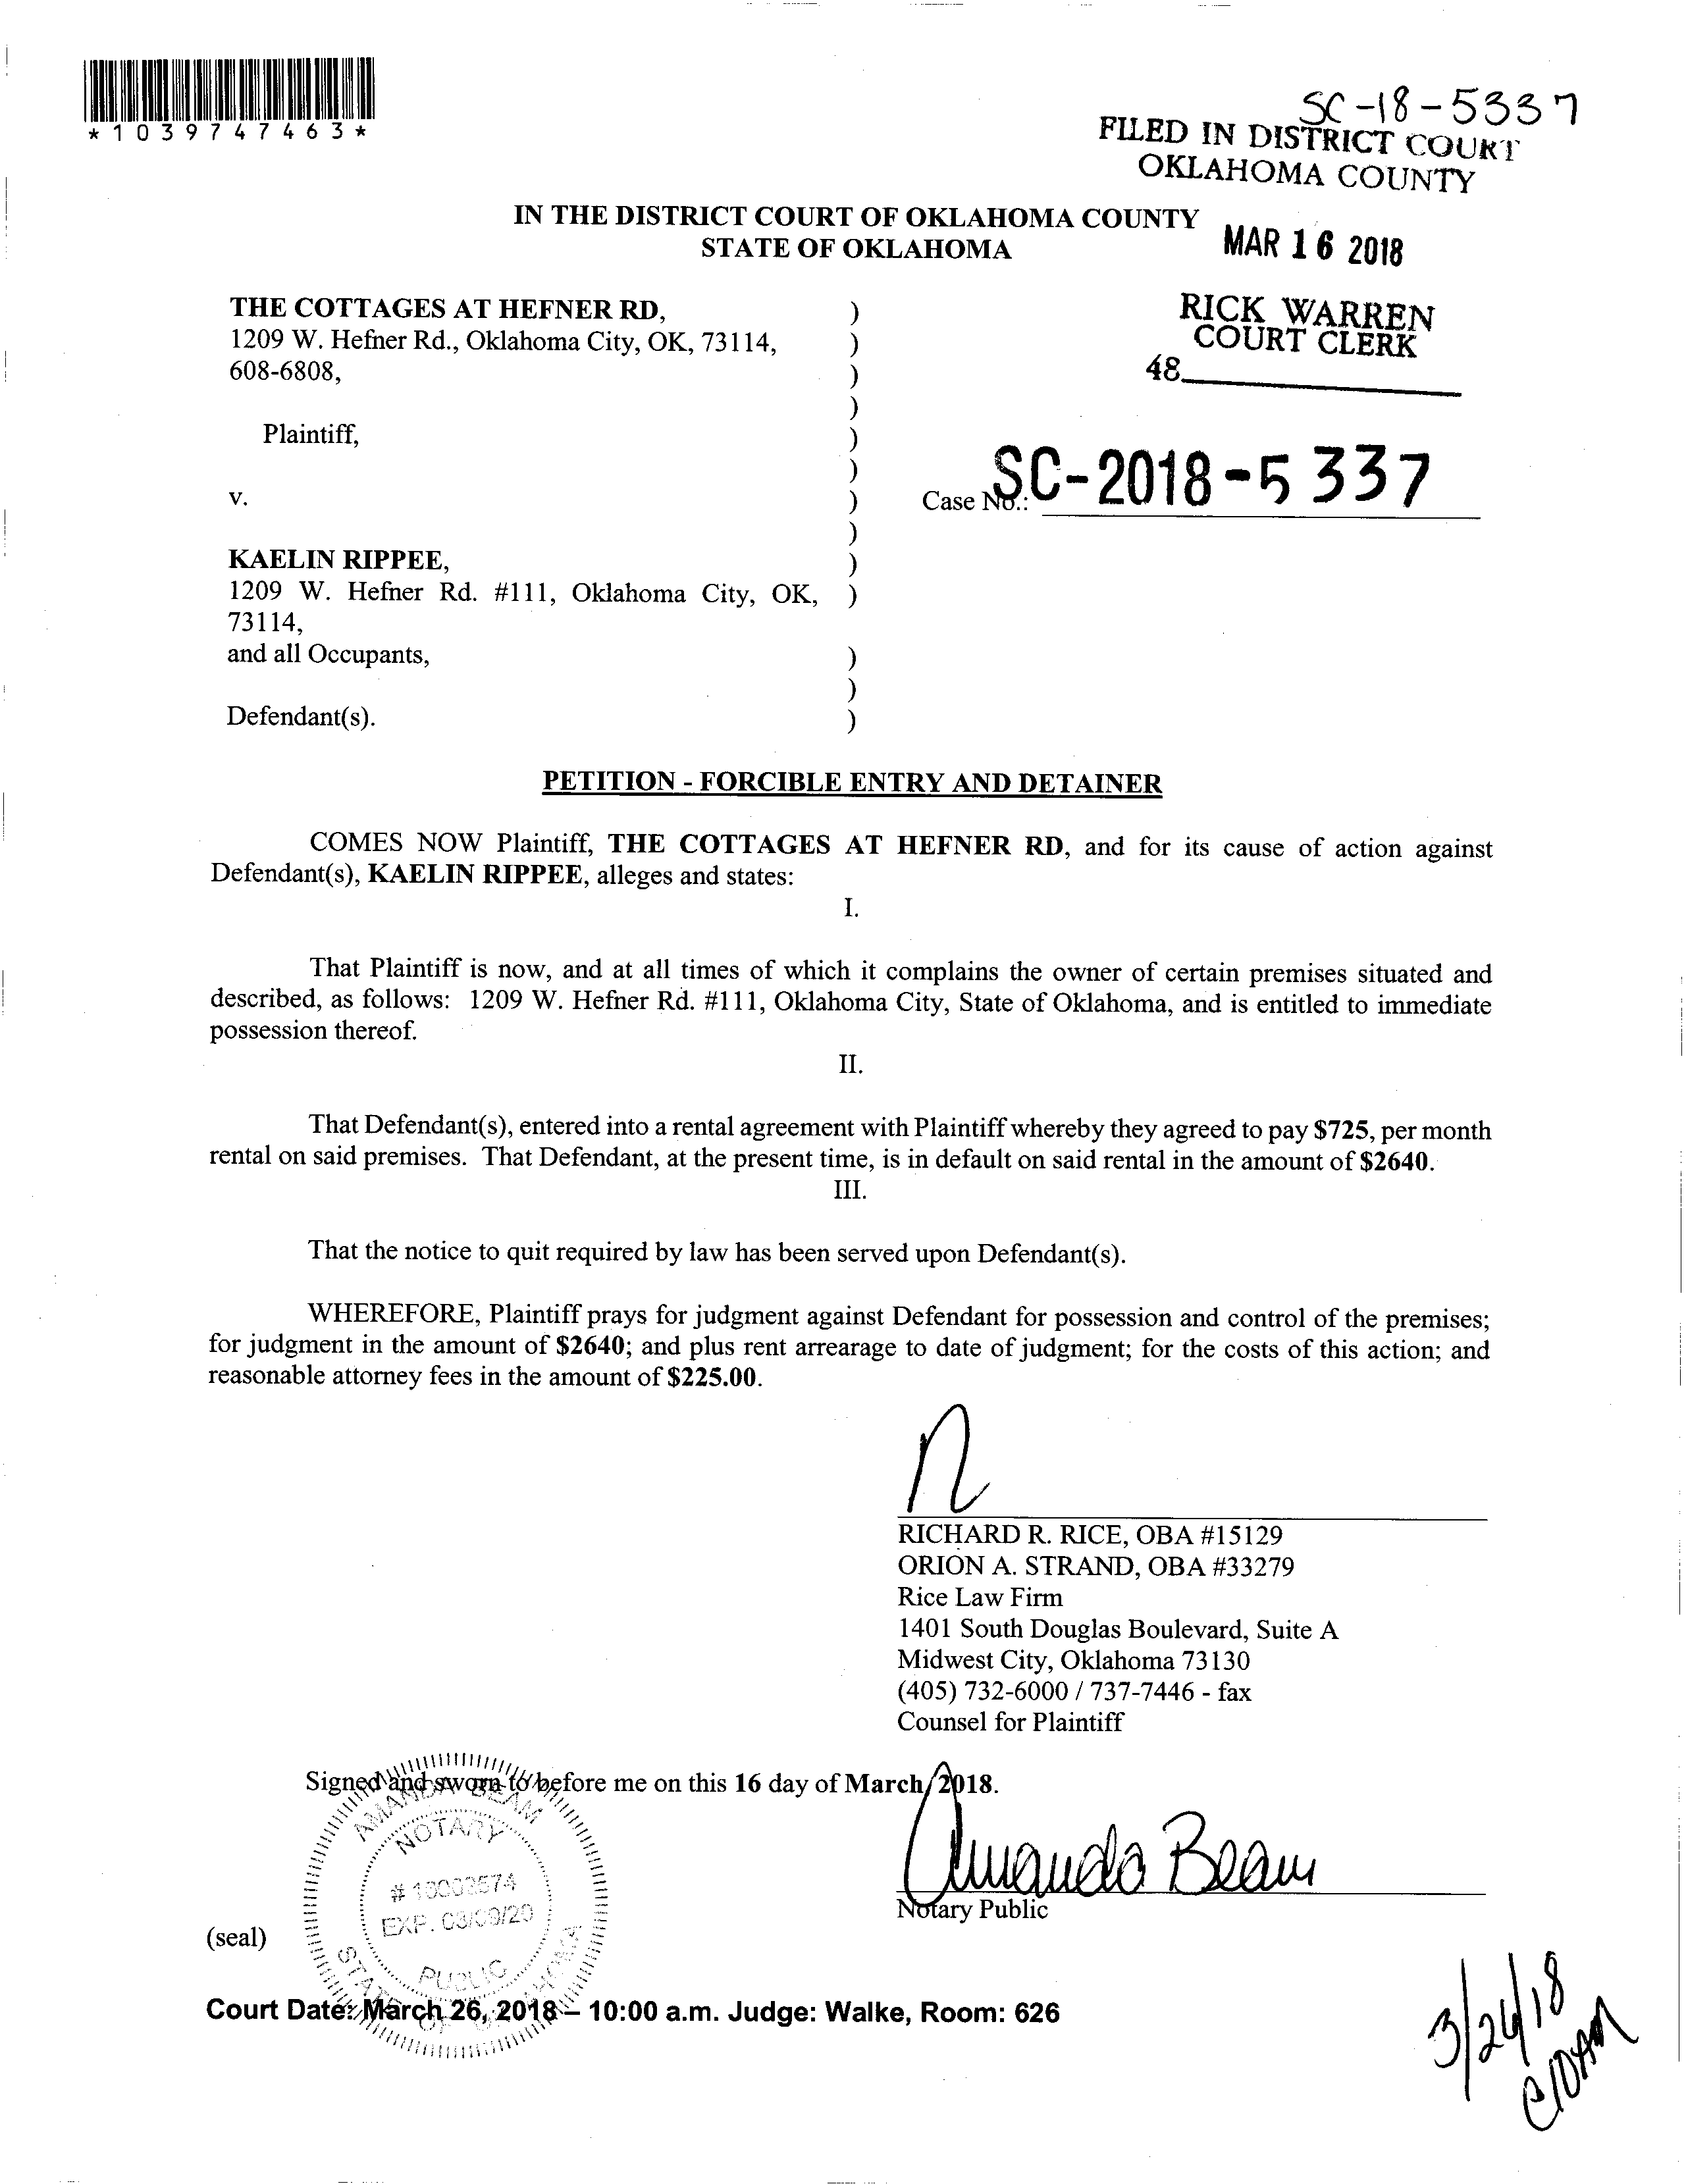 *1039747463*
SC-18-5337
FILED IN DISTRICT COURT
OKLAHOMA COUNTY
IN THE DISTRICT COURT OF OKLAHOMA COUNTY
STATE OF OKLAHOMA
MAR 16 2018
RICK WARREN
COURT CLERK
48
THE COTTAGES AT HEFNER RD, )
1209 W. Hefner Rd., Oklahoma City, OK, 73114, )
608-6808, )
)
Plaintiff, )
)
v. )
Case No.: SC-2018-5337
)
KAELIN RIPPEE, )
1209 W. Hefner Rd. #111, Oklahoma City, OK, )
73114,
and all Occupants, )
)
Defendant(s). )
PETITION - FORCIBLE ENTRY AND DETAINER
COMES NOW Plaintiff, THE COTTAGES AT HEFNER RD, and for its cause of action against
Defendant(s), KAELIN RIPPEE, alleges and states:
I.
That Plaintiff is now, and at all times of which it complains the owner of certain premises situated and
described, as follows: 1209 W. Hefner Rd. #111, Oklahoma City, State of Oklahoma, and is entitled to immediate
possession thereof.
II.
That Defendant(s), entered into a rental agreement with Plaintiff whereby they agreed to pay $725, per month
rental on said premises. That Defendant, at the present time, is in default on said rental in the amount of $2640.
III.
That the notice to quit required by law has been served upon Defendant(s).
WHEREFORE, Plaintiff prays for judgment against Defendant for possession and control of the premises;
for judgment in the amount of $2640; and plus rent arrearage to date of judgment; for the costs of this action; and
reasonable attorney fees in the amount of $225.00.
RICHARD R. RICE, OBA #15129
ORION A. STRAND, OBA #33279
Rice Law Firm
1401 South Douglas Boulevard, Suite A
Midwest City, Oklahoma 73130
(405) 732-6000 / 737-7446 - fax
Counsel for Plaintiff
Signed and sworn to before me on this 16 day of March, 2018.
Amanda Beam
Notary Public
AMANDA BEAM
NOTARY
EXP. 03/09/20
PUBLIC
STATE OF OKLAHOMA
(seal)
Court Date: March 26, 2018 – 10:00 a.m. Judge: Walke, Room: 626
3/26/18
@10AM